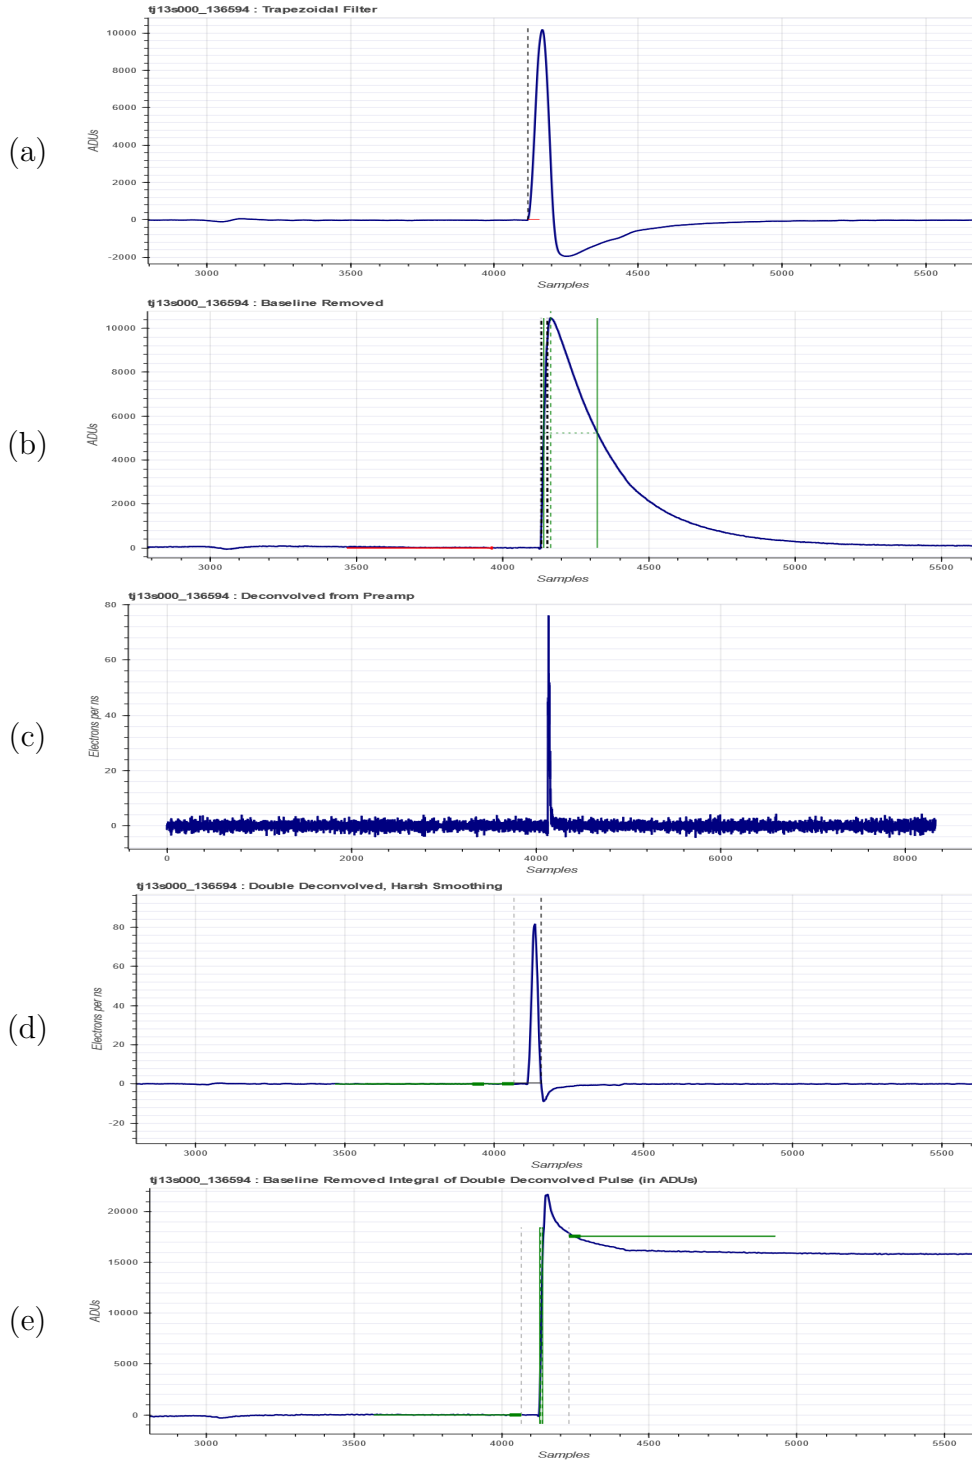 tj13s000_136594 : Trapezoidal Filter
10000
8000
6000
4000
2000
0
-2000
ADUs
(a)
3000 3500 4000 4500 5000 5500
Samples
tj13s000_136594 : Baseline Removed
10000
8000
6000
4000
2000
0
ADUs
(b)
3000 3500 4000 4500 5000 5500
Samples
tj13s000_136594 : Deconvolved from Preamp
80
60
40
20
0
Electrons per ns
(c)
0 2000 4000 6000 8000
Samples
tj13s000_136594 : Double Deconvolved, Harsh Smoothing
80
60
40
20
0
-20
Electrons per ns
(d)
3000 3500 4000 4500 5000 5500
Samples
tj13s000_136594 : Baseline Removed Integral of Double Deconvolved Pulse (in ADUs)
20000
15000
10000
5000
0
ADUs
(e)
3000 3500 4000 4500 5000 5500
Samples